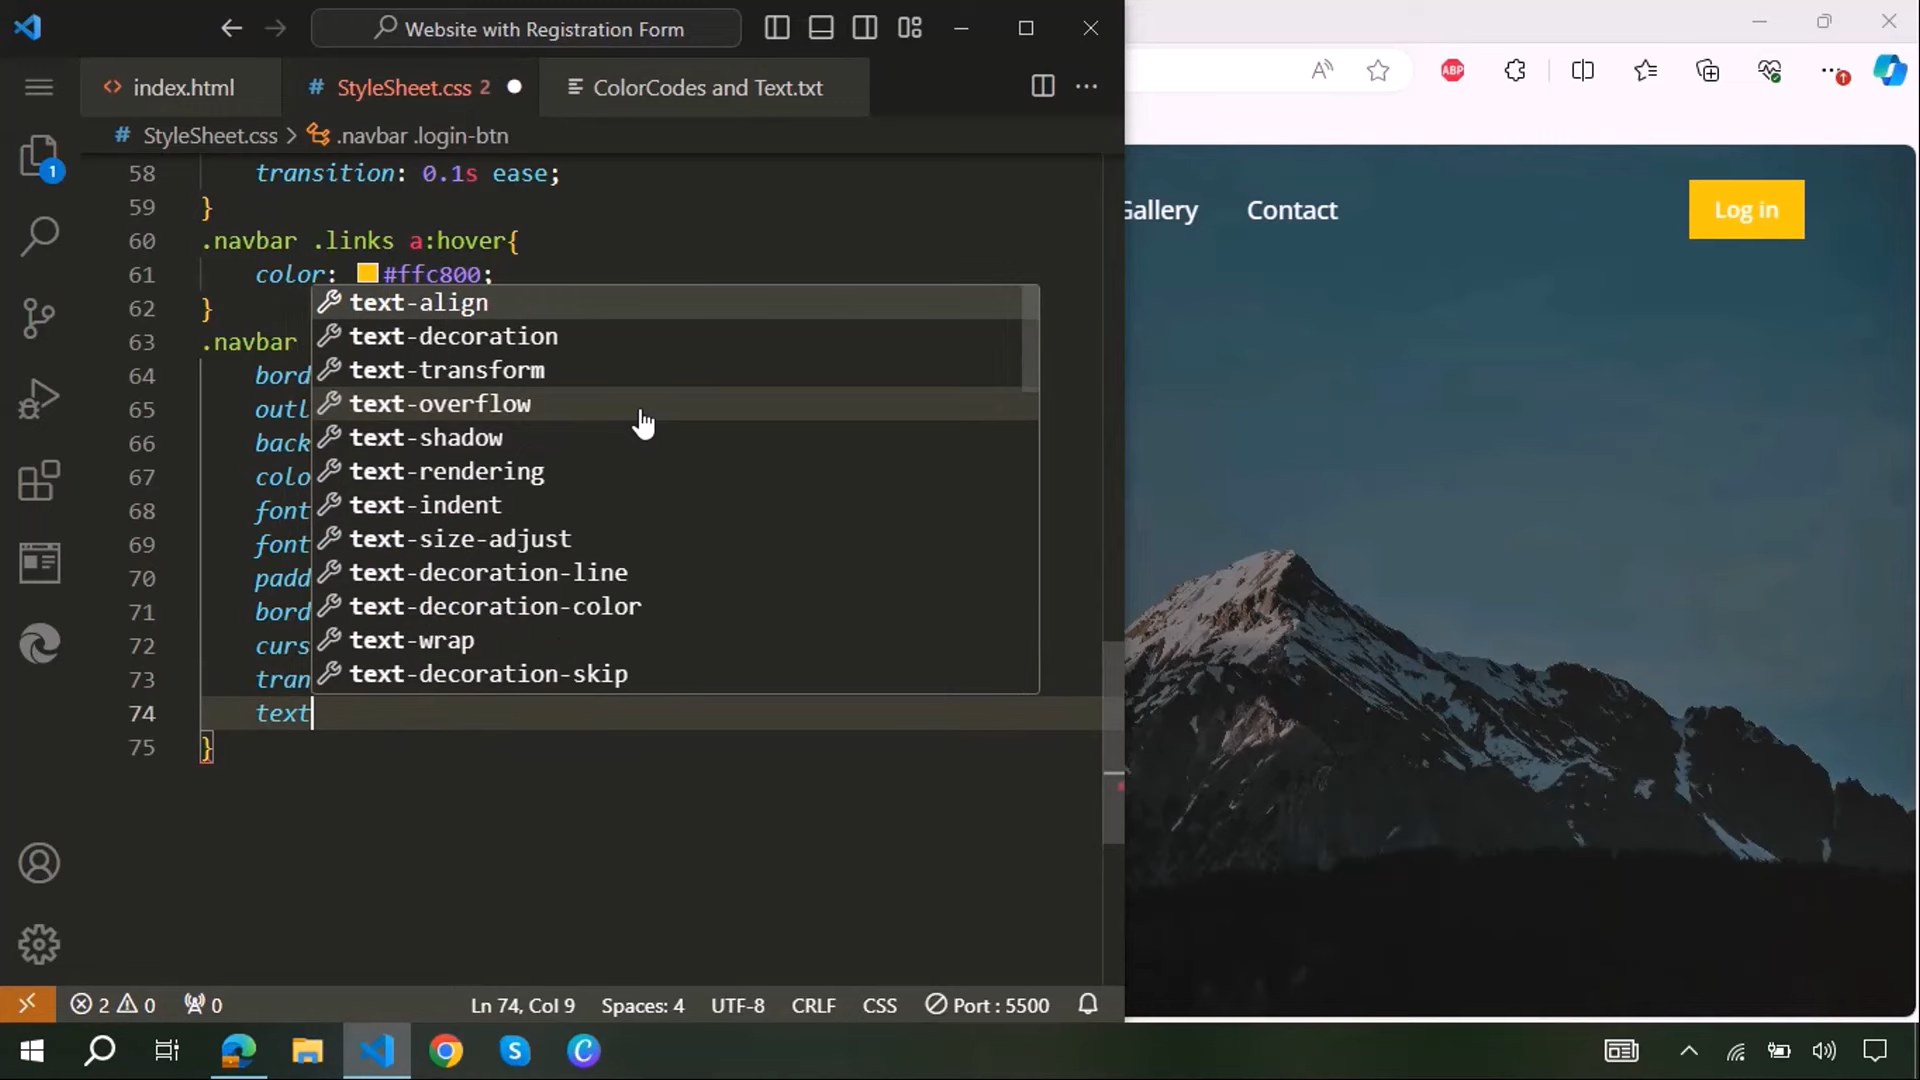 Website with Registration Form
index.html
StyleSheet.css 2
ColorCodes and Text.txt
StyleSheet.css > .navbar .login-btn
58 transition: 0.1s ease;
59 }
60 .navbar .links a:hover{
61 color: #ffc800;
62 }
63 .navbar
64 bord
65 outl
66 back
67 colo
68 font
69 font
70 padd
71 bord
72 curs
73 tran
74 text
75 }
text-align
text-decoration
text-transform
text-overflow
text-shadow
text-rendering
text-indent
text-size-adjust
text-decoration-line
text-decoration-color
text-wrap
text-decoration-skip
1
2 0 0 Ln 74, Col 9 Spaces: 4 UTF-8 CRLF CSS Port : 5500
ABP
Gallery Contact Log in